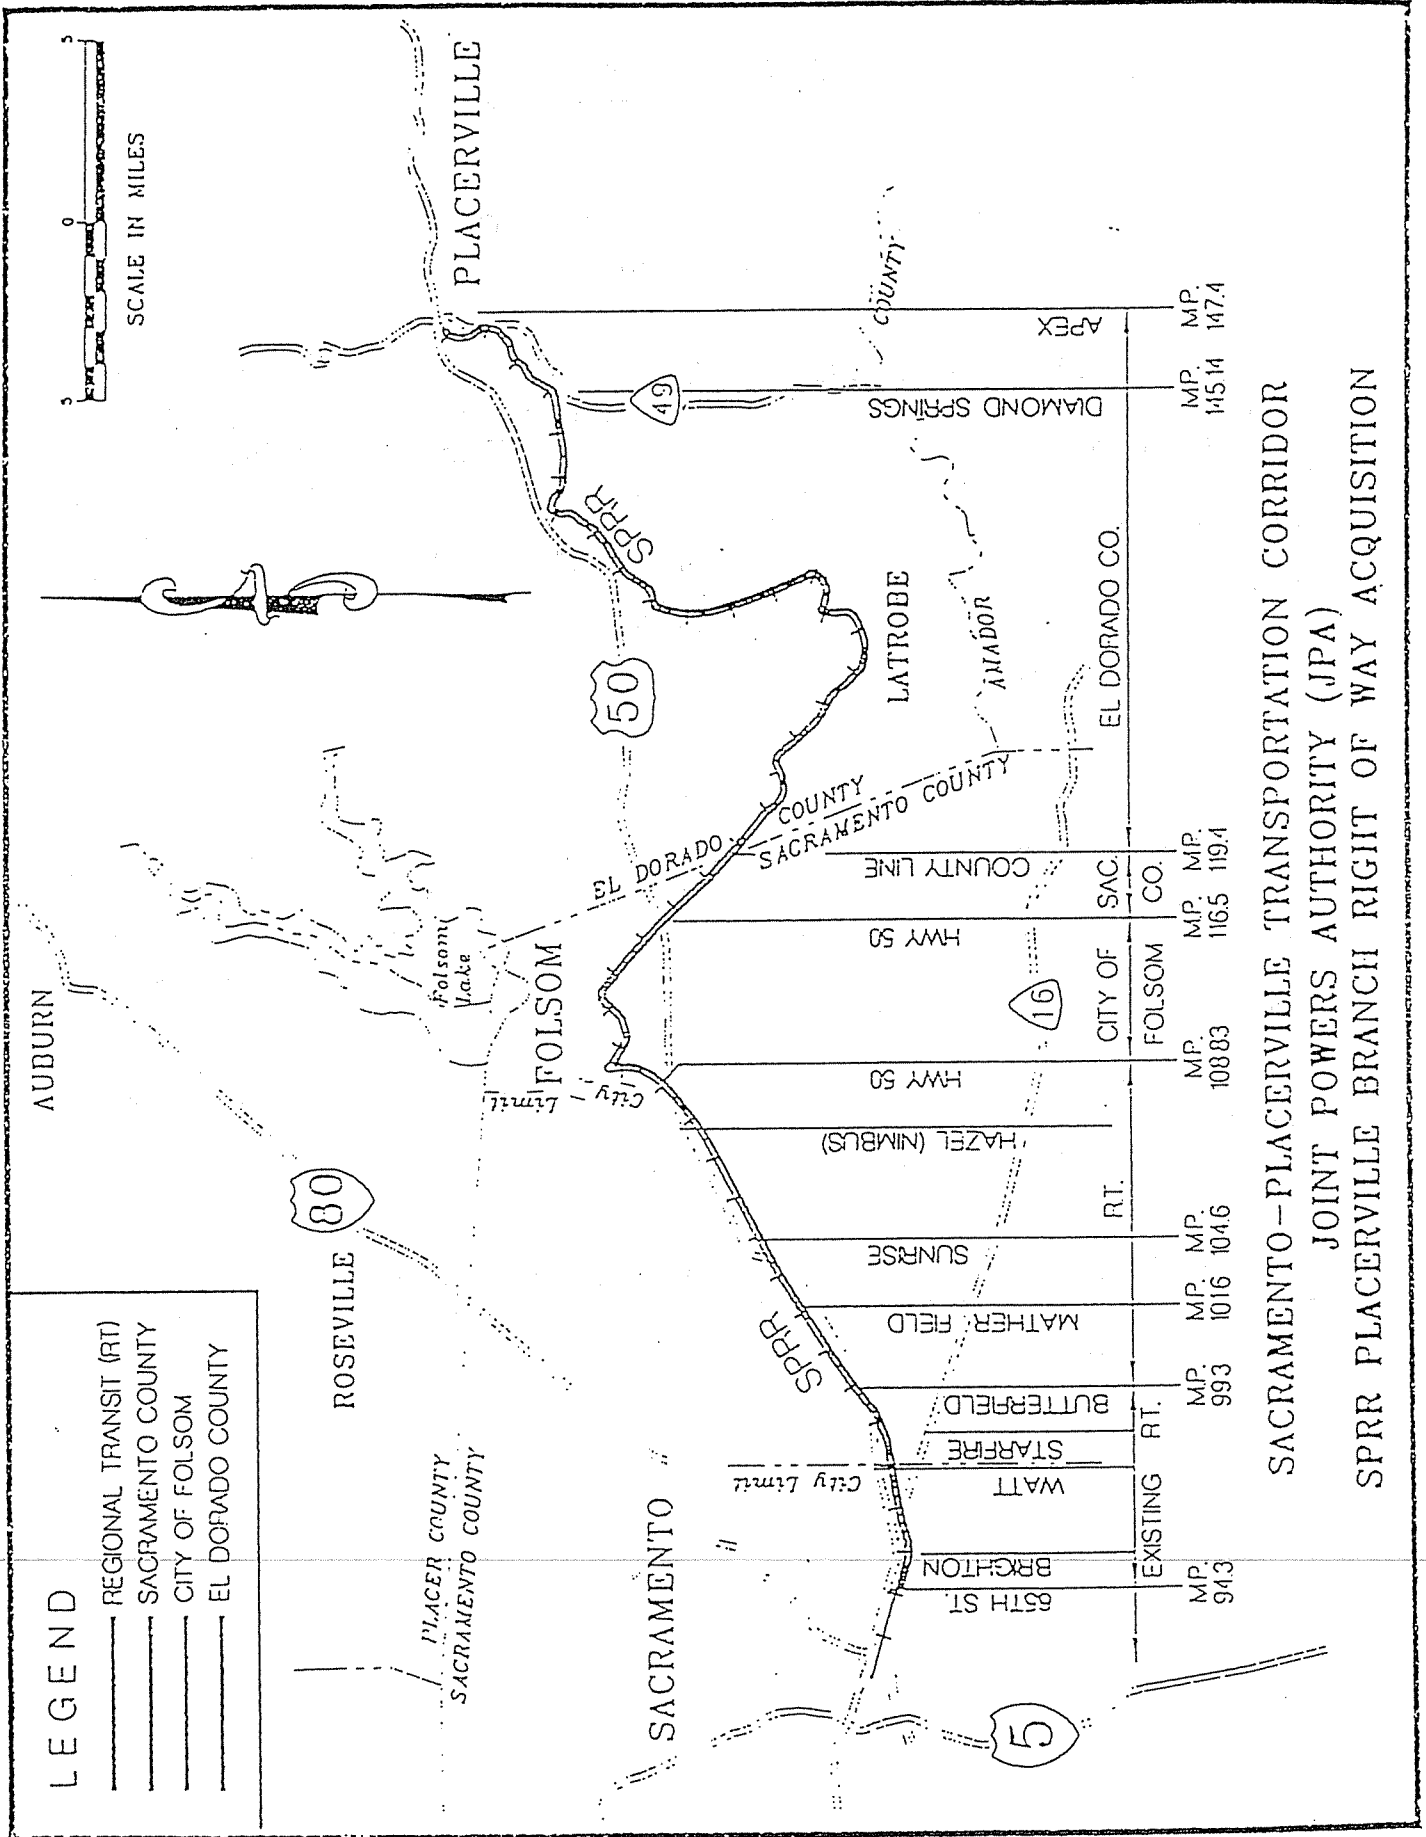 LEGEND
REGIONAL TRANSIT (RT)
SACRAMENTO COUNTY
CITY OF FOLSOM
EL DORADO COUNTY
5
0
5
SCALE IN MILES
AUBURN
80
ROSEVILLE
PLACER COUNTY
SACRAMENTO COUNTY
Folsom
Lake
FOLSOM
City Limit
PLACERVILLE
50
SPRR
49
EL DORADO COUNTY
SACRAMENTO COUNTY
LATROBE
AMADOR COUNTY
SACRAMENTO
SPRR
City Limit
5
16
65TH ST.
BRIGHTON
WATT
STARFIRE
BUTTERFIELD
MATHER FIELD
SUNRISE
HAZEL (NIMBUS)
HWY 50
HWY 50
COUNTY LINE
DIAMOND SPRINGS
APEX
EXISTING RT.
RT.
CITY OF
FOLSOM
SAC.
CO.
EL DORADO CO.
M.P.
94.3
M.P.
99.3
M.P.
101.6
M.P.
104.6
M.P.
108.83
M.P.
116.5
M.P.
119.4
M.P.
145.14
M.P.
147.4
SACRAMENTO-PLACERVILLE TRANSPORTATION CORRIDOR
JOINT POWERS AUTHORITY (JPA)
SPRR PLACERVILLE BRANCH RIGIT OF WAY ACQUISITION